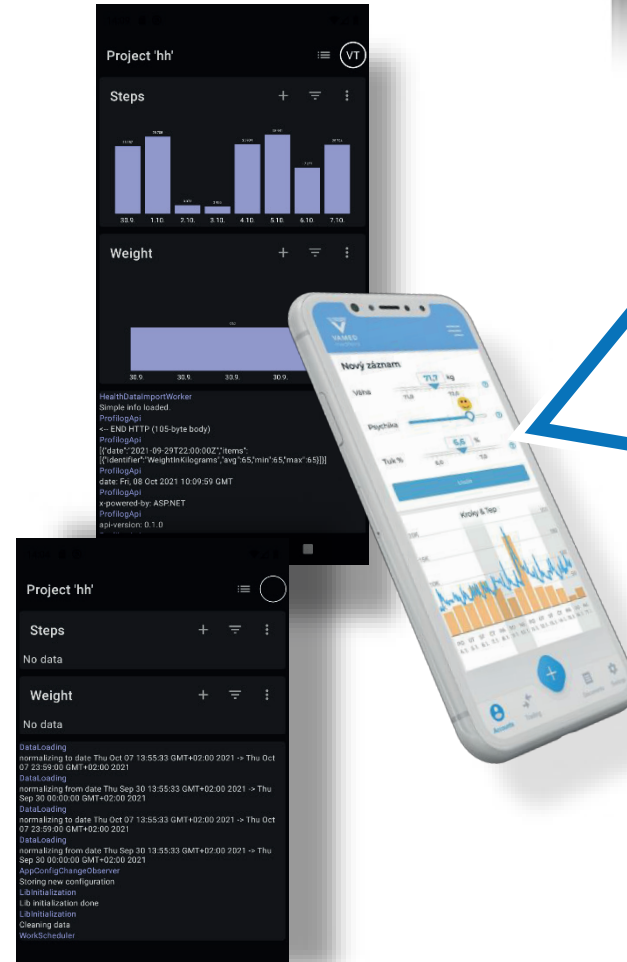 Project 'hh'
VT
Steps
30.9. 1.10. 2.10. 3.10. 4.10. 5.10. 6.10. 7.10.
Weight
30.9. 30.9. 30.9. 30.9.
HealthDataImportWorker
Simple info loaded.
ProfilogApi
<-- END HTTP (105-byte body)
ProfilogApi
[{"date":"2021-09-29T22:00:00Z","items":
[{"identifier":"WeightInKilograms","avg":65,"min":65,"max":65}]}]
ProfilogApi
date: Fri, 08 Oct 2021 10:09:59 GMT
ProfilogApi
x-powered-by: ASP.NET
ProfilogApi
api-version: 0.1.0
VAMED
Nový záznam
Váha
71,7 kg
Psychika
Tuk %
6,6 %
Kroky & Tep
Accounts
Trading
Project 'hh'
Steps
No data
Weight
No data
DataLoading
normalizing to date Thu Oct 07 13:55:33 GMT+02:00 2021 -> Thu Oct
07 23:59:00 GMT+02:00 2021
DataLoading
normalizing from date Thu Sep 30 13:55:33 GMT+02:00 2021 -> Thu
Sep 30 00:00:00 GMT+02:00 2021
DataLoading
normalizing to date Thu Oct 07 13:55:33 GMT+02:00 2021 -> Thu Oct
07 23:59:00 GMT+02:00 2021
DataLoading
normalizing from date Thu Sep 30 13:55:33 GMT+02:00 2021 -> Thu
Sep 30 00:00:00 GMT+02:00 2021
AppConfigChangeObserver
Storing new configuration
LibInitialization
Lib initialization done
LibInitialization
Cleaning data
WorkScheduler